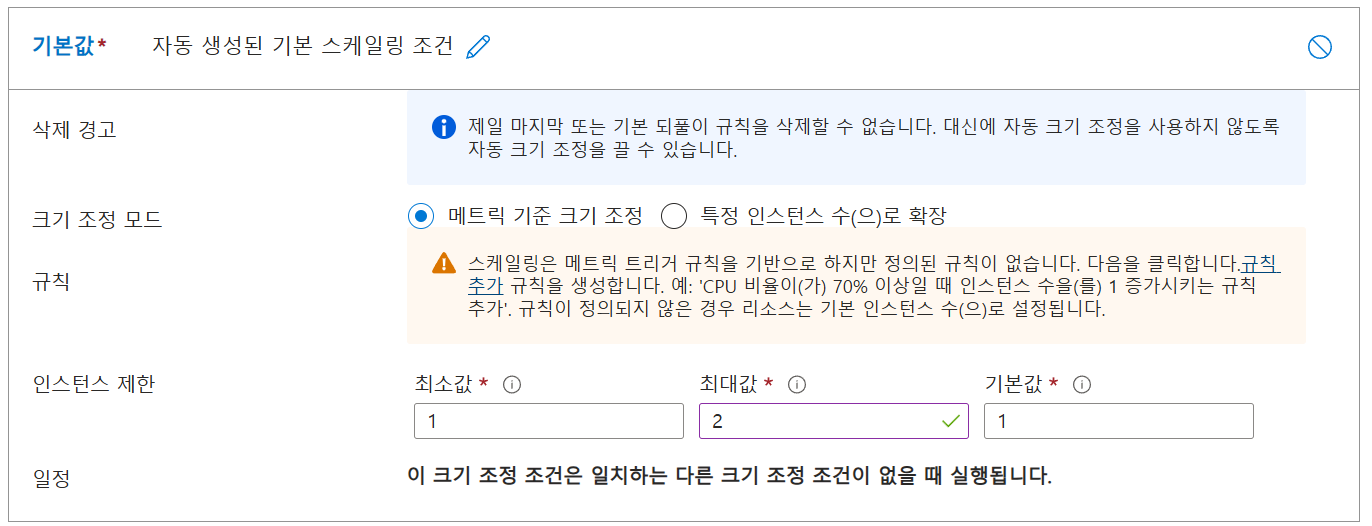 기본값* 자동 생성된 기본 스케일링 조건
삭제 경고
제일 마지막 또는 기본 되풀이 규칙을 삭제할 수 없습니다. 대신에 자동 크기 조정을 사용하지 않도록
자동 크기 조정을 끌 수 있습니다.
크기 조정 모드
메트릭 기준 크기 조정 특정 인스턴스 수(으)로 확장
규칙
스케일링은 메트릭 트리거 규칙을 기반으로 하지만 정의된 규칙이 없습니다. 다음을 클릭합니다.규칙
추가 규칙을 생성합니다. 예: 'CPU 비율이(가) 70% 이상일 때 인스턴스 수을(를) 1 증가시키는 규칙
추가'. 규칙이 정의되지 않은 경우 리소스는 기본 인스턴스 수(으)로 설정됩니다.
인스턴스 제한
최소값 * 최대값 * 기본값 *
1 2 1
일정
이 크기 조정 조건은 일치하는 다른 크기 조정 조건이 없을 때 실행됩니다.